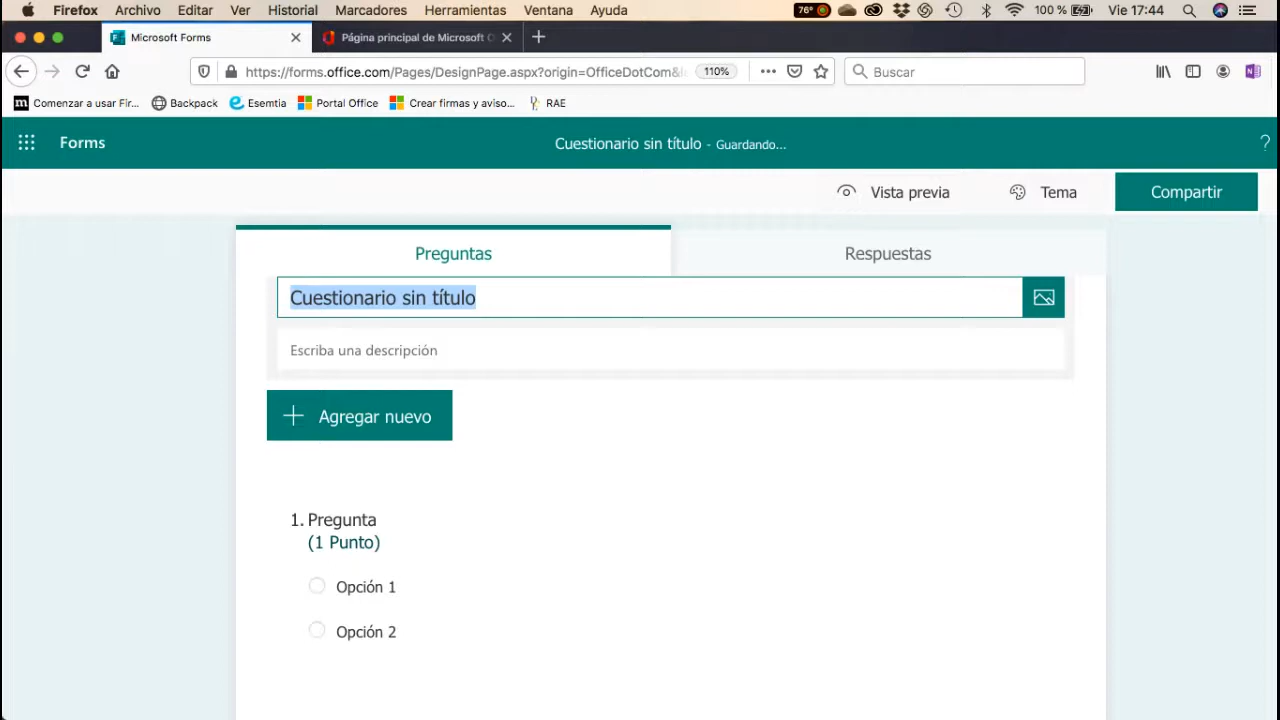 Firefox Archivo Editar Ver Historial Marcadores Herramientas Ventana Ayuda 76° 100 % Vie 17:44
Microsoft Forms Página principal de Microsoft
https://forms.office.com/Pages/DesignPage.aspx?origin=OfficeDotCom& 110% Buscar
Comenzar a usar Fir... Backpack Esemtia Portal Office Crear firmas y aviso... RAE
Forms Cuestionario sin título - Guardando... ?
Vista previa Tema Compartir
Preguntas Respuestas
Cuestionario sin título
Escriba una descripción
Agregar nuevo
1. Pregunta
(1 Punto)
Opción 1
Opción 2